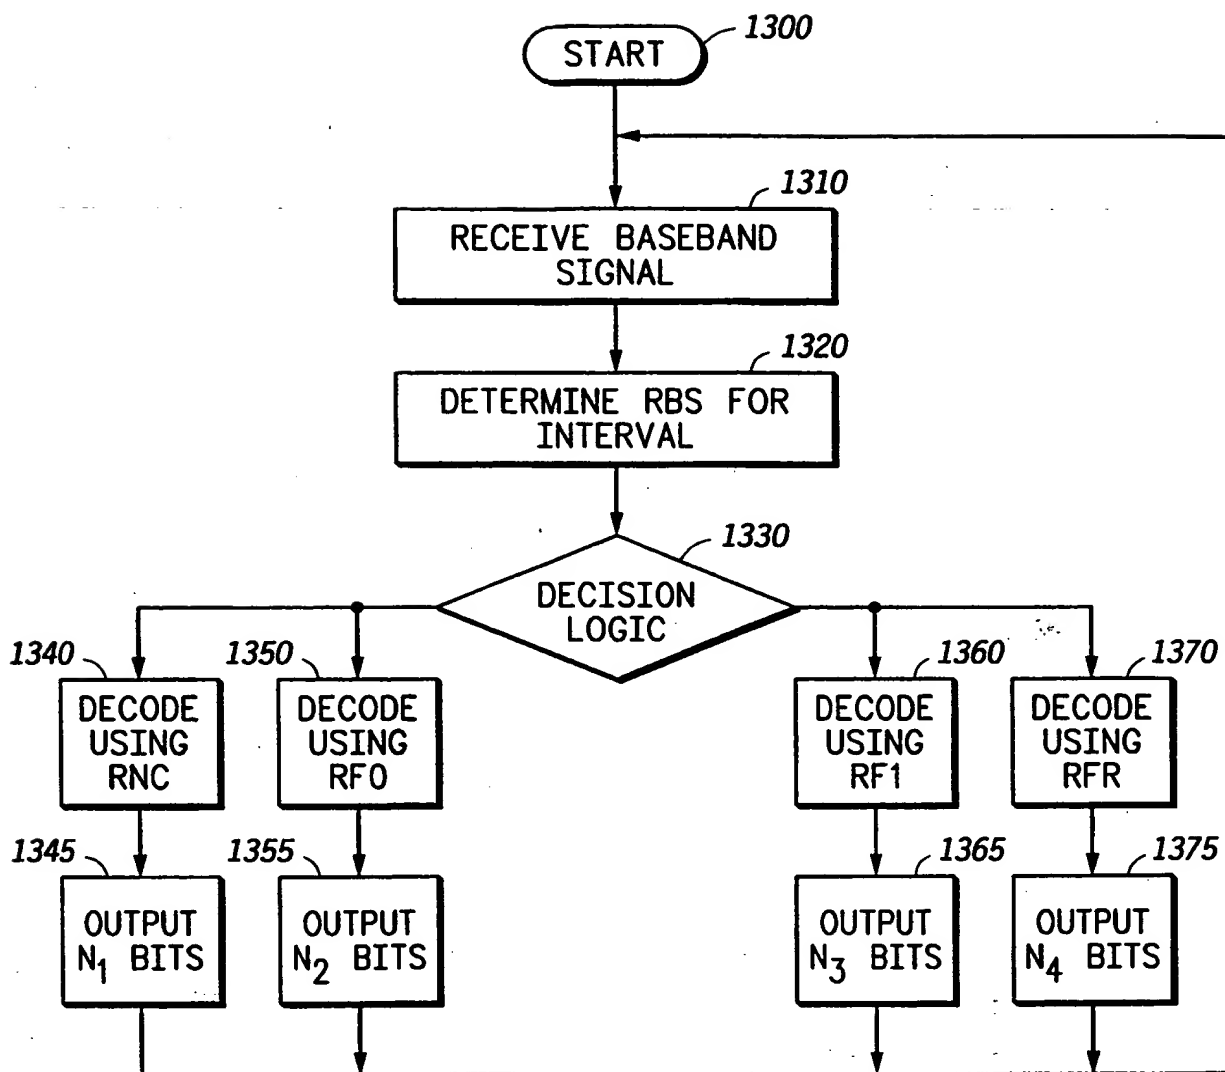 1300
START
1310
RECEIVE BASEBAND
SIGNAL
1320
DETERMINE RBS FOR
INTERVAL
1330
DECISION
LOGIC
1340
DECODE
USING
RNC
1350
DECODE
USING
RF0
1360
DECODE
USING
RF1
1370
DECODE
USING
RFR
1345
OUTPUT
N1 BITS
1355
OUTPUT
N2 BITS
1365
OUTPUT
N3 BITS
1375
OUTPUT
N4 BITS